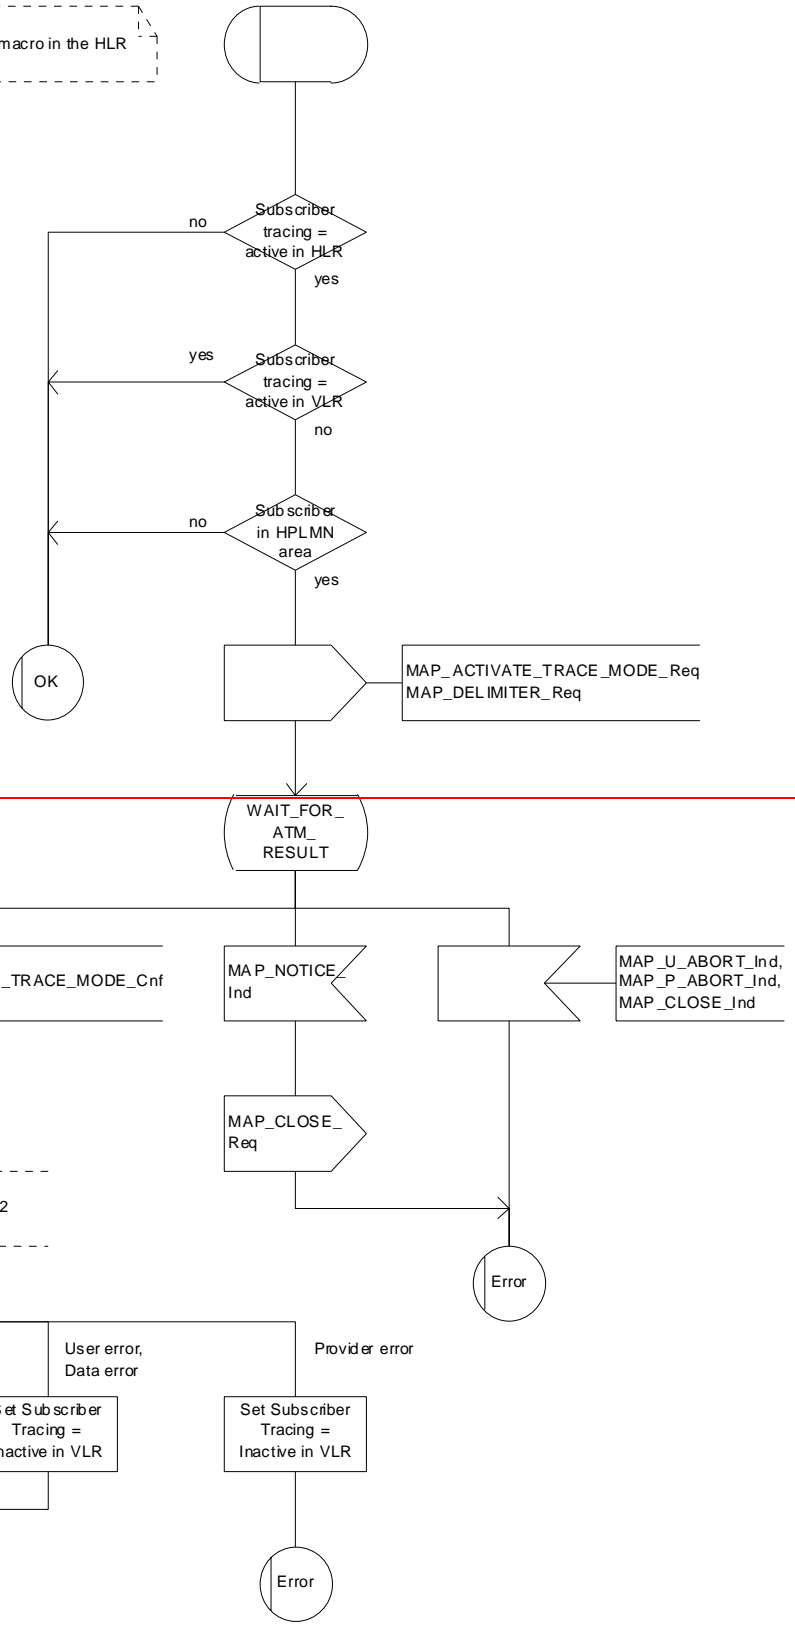 macro in the HLR
Subscriber
tracing =
active in HLR
no
yes
Subscriber
tracing =
active in VLR
yes
no
Subscriber
in HPLMN
area
no
yes
OK
MAP_ACTIVATE_TRACE_MODE_Req
MAP_DELIMITER_Req
WAIT_FOR_
ATM_
RESULT
_TRACE_MODE_Cnf
MAP_NOTICE_
Ind
MAP_U_ABORT_Ind,
MAP_P_ABORT_Ind,
MAP_CLOSE_Ind
MAP_CLOSE_
Req
2
Error
User error,
Data error
Provider error
et Subscriber
Tracing =
nactive in VLR
Set Subscriber
Tracing =
Inactive in VLR
Error